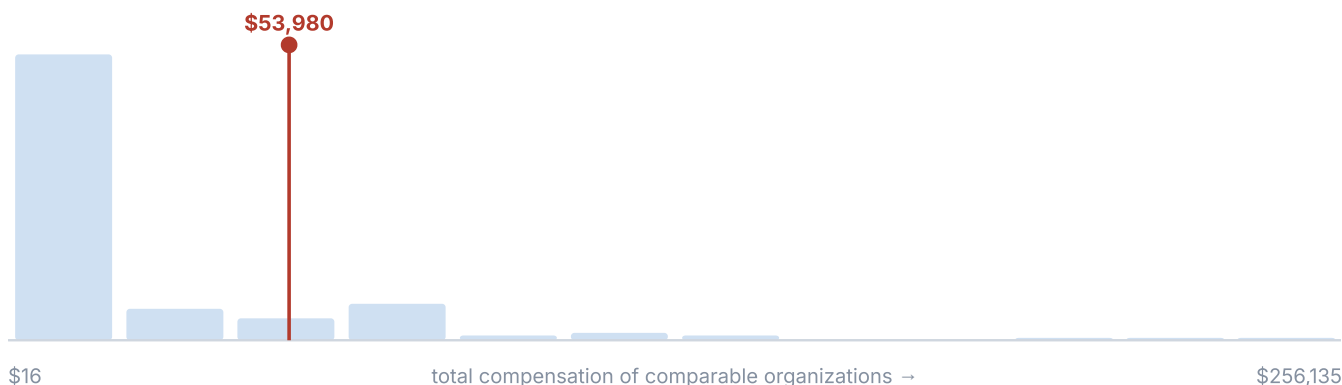 $53,980
$16 total compensation of comparable organizations → $256,135